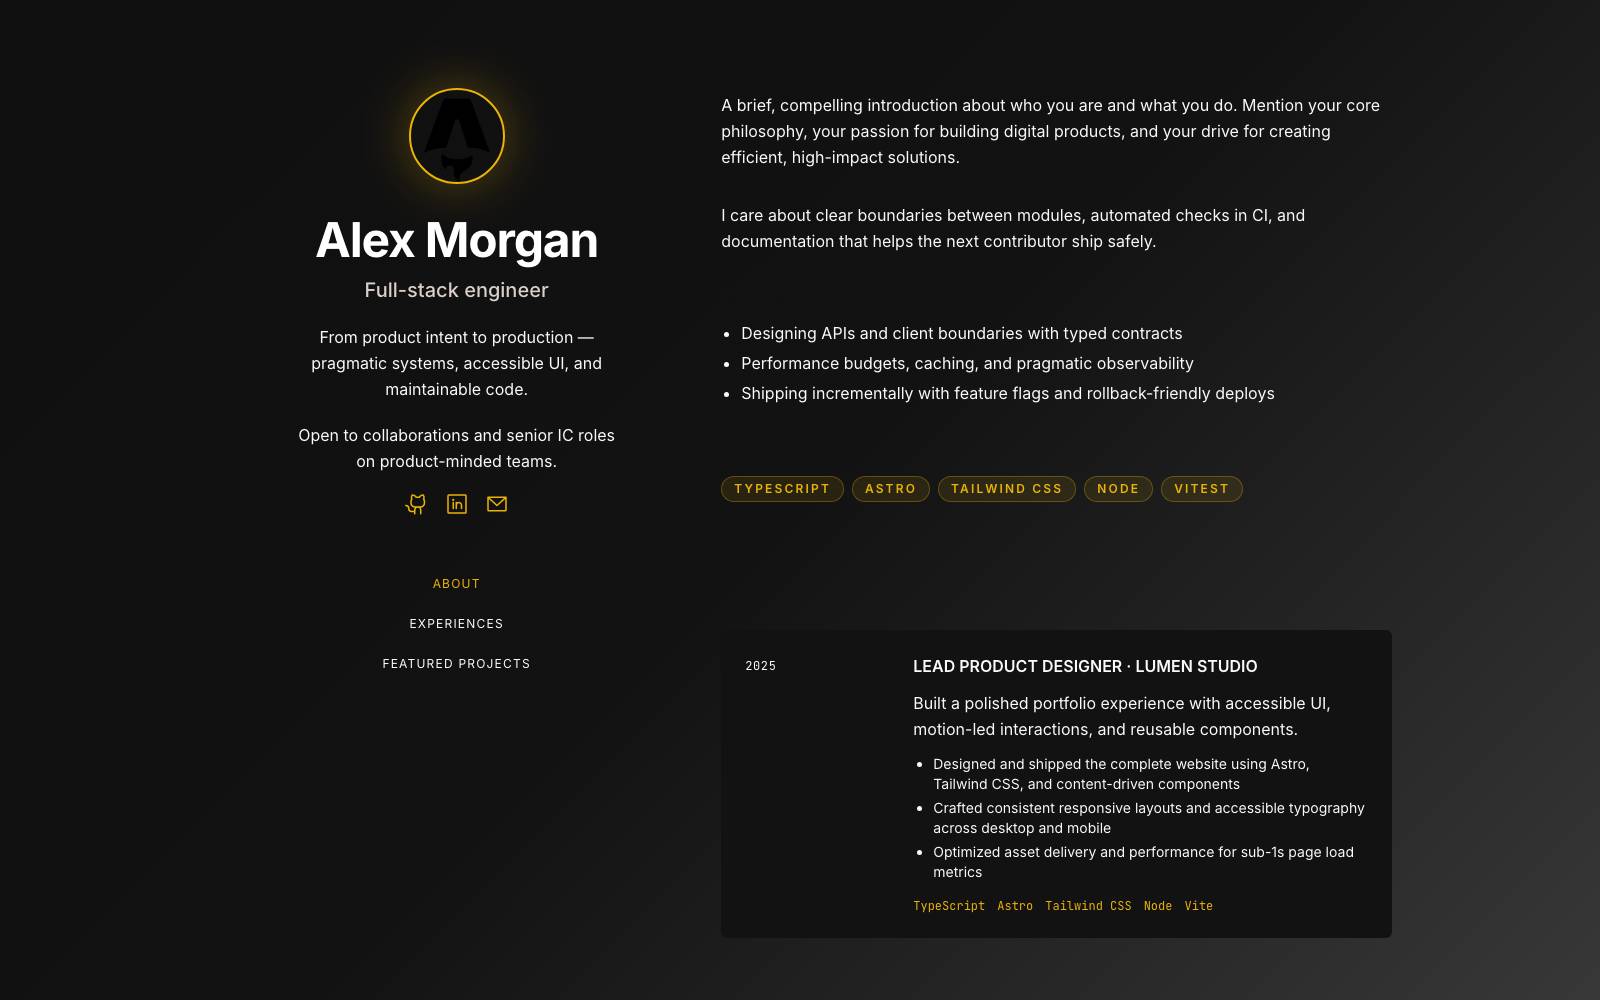 Alex Morgan
Full-stack engineer
From product intent to production —
pragmatic systems, accessible UI, and
maintainable code.
Open to collaborations and senior IC roles
on product-minded teams.
ABOUT
EXPERIENCES
FEATURED PROJECTS
A brief, compelling introduction about who you are and what you do. Mention your core
philosophy, your passion for building digital products, and your drive for creating
efficient, high-impact solutions.
I care about clear boundaries between modules, automated checks in CI, and
documentation that helps the next contributor ship safely.
• Designing APIs and client boundaries with typed contracts
• Performance budgets, caching, and pragmatic observability
• Shipping incrementally with feature flags and rollback-friendly deploys
TYPESCRIPT ASTRO TAILWIND CSS NODE VITEST
2025
LEAD PRODUCT DESIGNER · LUMEN STUDIO
Built a polished portfolio experience with accessible UI,
motion-led interactions, and reusable components.
• Designed and shipped the complete website using Astro,
Tailwind CSS, and content-driven components
• Crafted consistent responsive layouts and accessible typography
across desktop and mobile
• Optimized asset delivery and performance for sub-1s page load
metrics
TypeScript Astro Tailwind CSS Node Vite